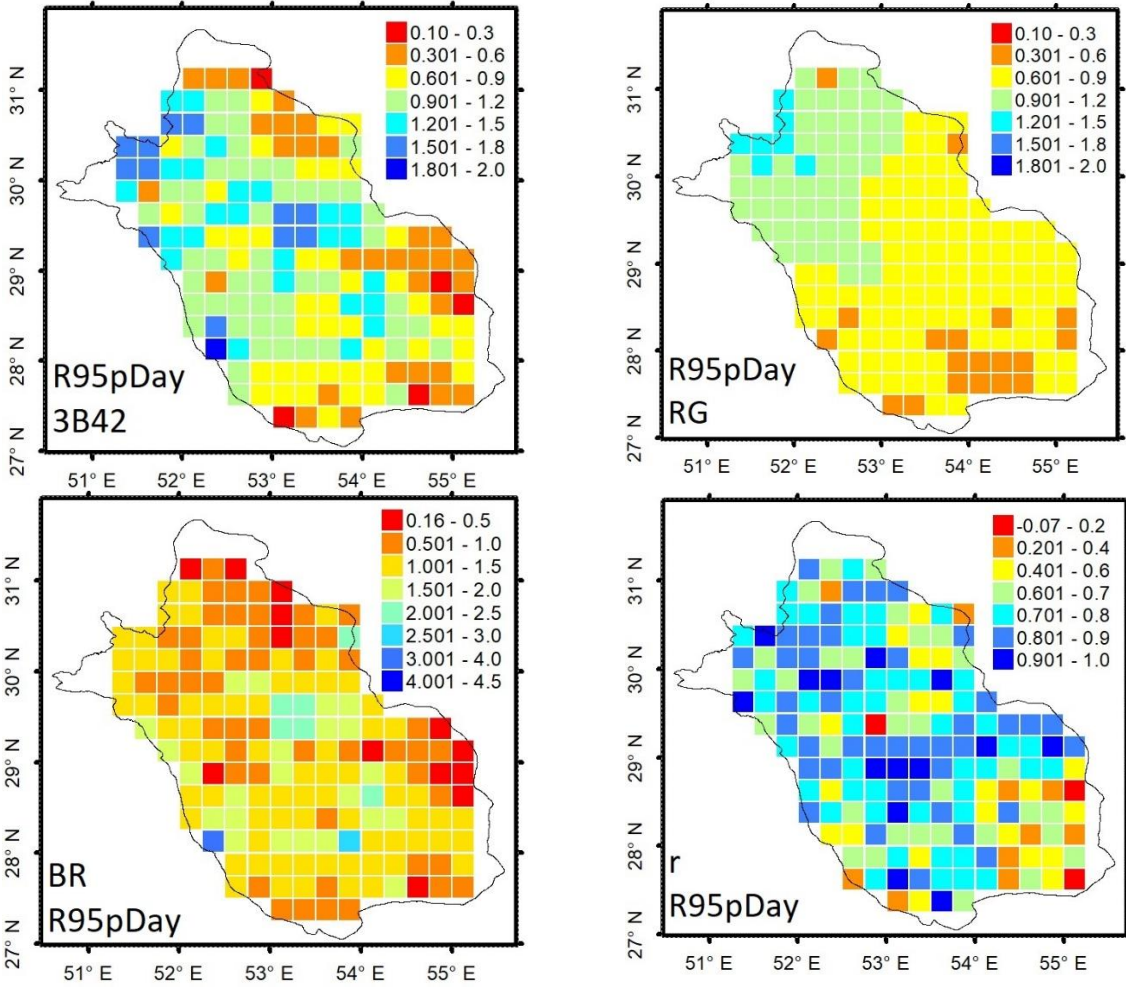 0.10 - 0.3
0.301 - 0.6
0.601 - 0.9
0.901 - 1.2
1.201 - 1.5
1.501 - 1.8
1.801 - 2.0
31° N
30° N
29° N
28° N
27° N
R95pDay
3B42
51° E 52° E 53° E 54° E 55° E
0.10 - 0.3
0.301 - 0.6
0.601 - 0.9
0.901 - 1.2
1.201 - 1.5
1.501 - 1.8
1.801 - 2.0
31° N
30° N
29° N
28° N
27° N
R95pDay
RG
51° E 52° E 53° E 54° E 55° E
0.16 - 0.5
0.501 - 1.0
1.001 - 1.5
1.501 - 2.0
2.001 - 2.5
2.501 - 3.0
3.001 - 4.0
4.001 - 4.5
31° N
30° N
29° N
28° N
27° N
BR
R95pDay
51° E 52° E 53° E 54° E 55° E
-0.07 - 0.2
0.201 - 0.4
0.401 - 0.6
0.601 - 0.7
0.701 - 0.8
0.801 - 0.9
0.901 - 1.0
31° N
30° N
29° N
28° N
27° N
r
R95pDay
51° E 52° E 53° E 54° E 55° E